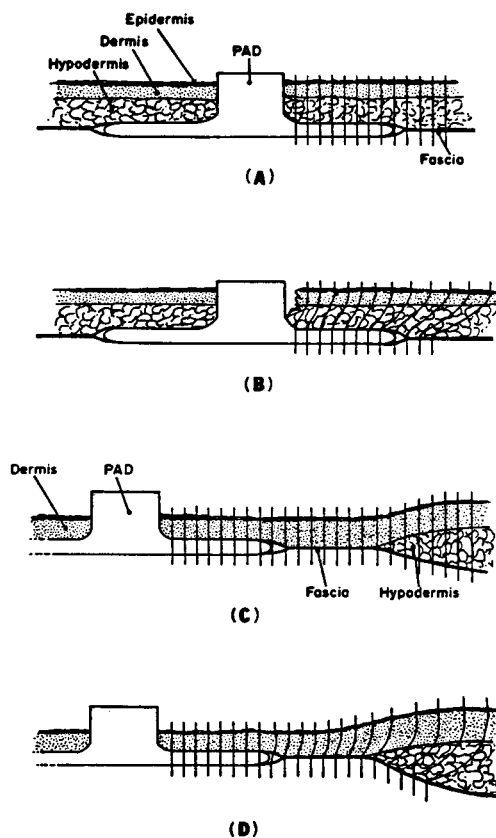 Epidermis
Dermis
PAD
Hypodermis
Fascia
(A)
(B)
Dermis
PAD
Fascia
Hypodermis
(C)
(D)